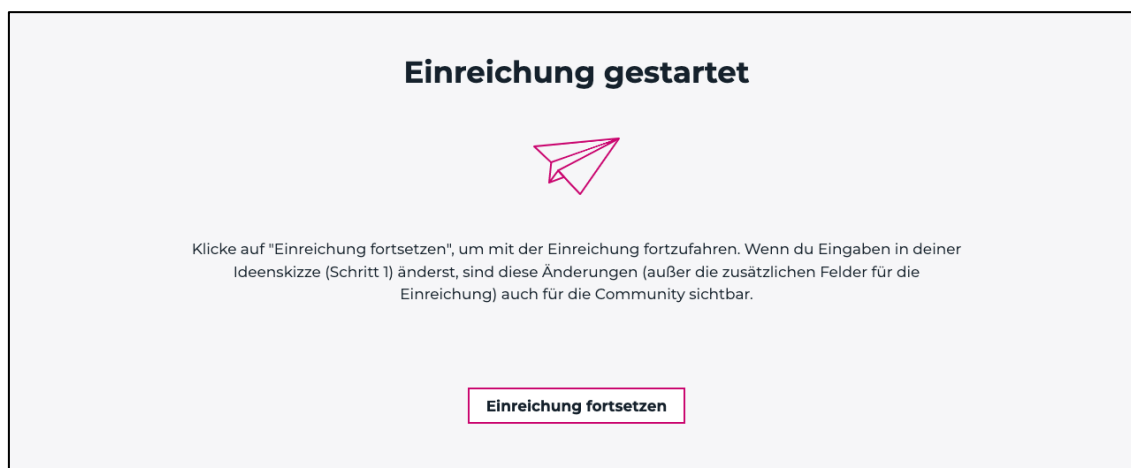 Einreichung gestartet
Klicke auf "Einreichung fortsetzen", um mit der Einreichung fortzufahren. Wenn du Eingaben in deiner
Ideenskizze (Schritt 1) änderst, sind diese Änderungen (außer die zusätzlichen Felder für die
Einreichung) auch für die Community sichtbar.
Einreichung fortsetzen